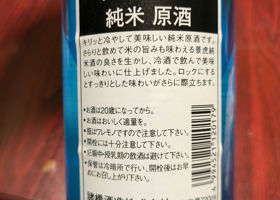 純米 原酒
キリッと冷やして美味しい純米原酒です。
さらりと飲めて米の旨みも味わえる景虎純
米酒の良さを生かし、冷酒で飲んで美味
しい味わいに仕上げました。ロックにする
とすっきりとした味わいがさらに際立ちます。
●お酒は20歳になってから。
●お酒はおいしく適量を。
●瓶はワレモノですので注意して下さい。
●開栓には十分注意して下さい。
●妊娠中・授乳期の飲酒は避けて下さい。
●保管は冷暗所で行い、開栓後はお早
めにお召し上がり下さい。
4 994521 120175